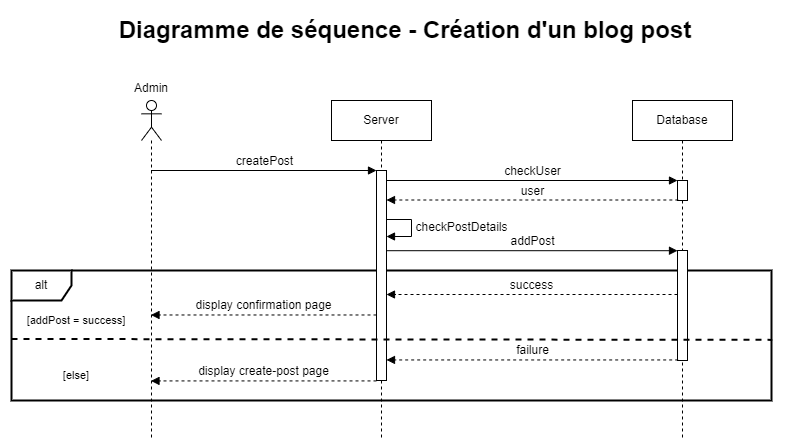 Diagramme de séquence - Création d'un blog post
Admin
Server
Database
createPost
checkUser
user
checkPostDetails
addPost
alt
success
display confirmation page
[addPost = success]
failure
display create-post page
[else]